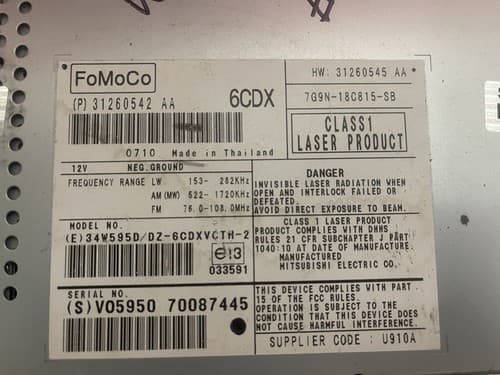 FoMoCo
(P) 31260542 AA
6CDX
0710 Made in Thailand
HW: 31260545 AA
7G9N-18C815-SB
CLASS1
LASER PRODUCT
12V NEG.GROUND
FREQUENCY RANGE LW 153- 282KHz
AM(MW) 522- 1720KHz
FM 76.0-108.0MHz
MODEL NO.
(E)34W595D/DZ-6CDXVCTH-2
e13
033591
SERIAL NO.
(S)VO5950 70087445
DANGER
INVISIBLE LASER RADIATION WHEN
OPEN AND INTERLOCK FAILED OR
DEFEATED.
AVOID DIRECT EXPOSURE TO BEAM.
CLASS 1 LASER PRODUCT
PRODUCT COMPLIES WITH DHHS
RULES 21 CFR SUBCHAPTER J PART
1040:10 AT DATE OF MANUFACTURE.
MANUFACTURED
MITSUBISHI ELECTRIC CO.
THIS DEVICE COMPLIES WITH PART
15 OF THE FCC RULES.
OPERATION IS SUBJECT TO THE
CONDITION THAT THIS DEVICE DOES
NOT CAUSE HARMFUL INTERFERENCE.
SUPPLIER CODE : U910A